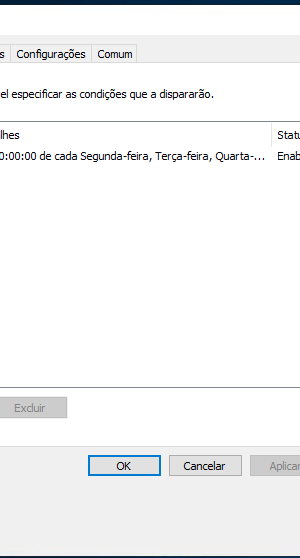 s Configurações Comum
el especificar as condições que a dispararão.
lhes Statu
0:00:00 de cada Segunda-feira, Terça-feira, Quarta-... Enab
Excluir
OK Cancelar Aplicar